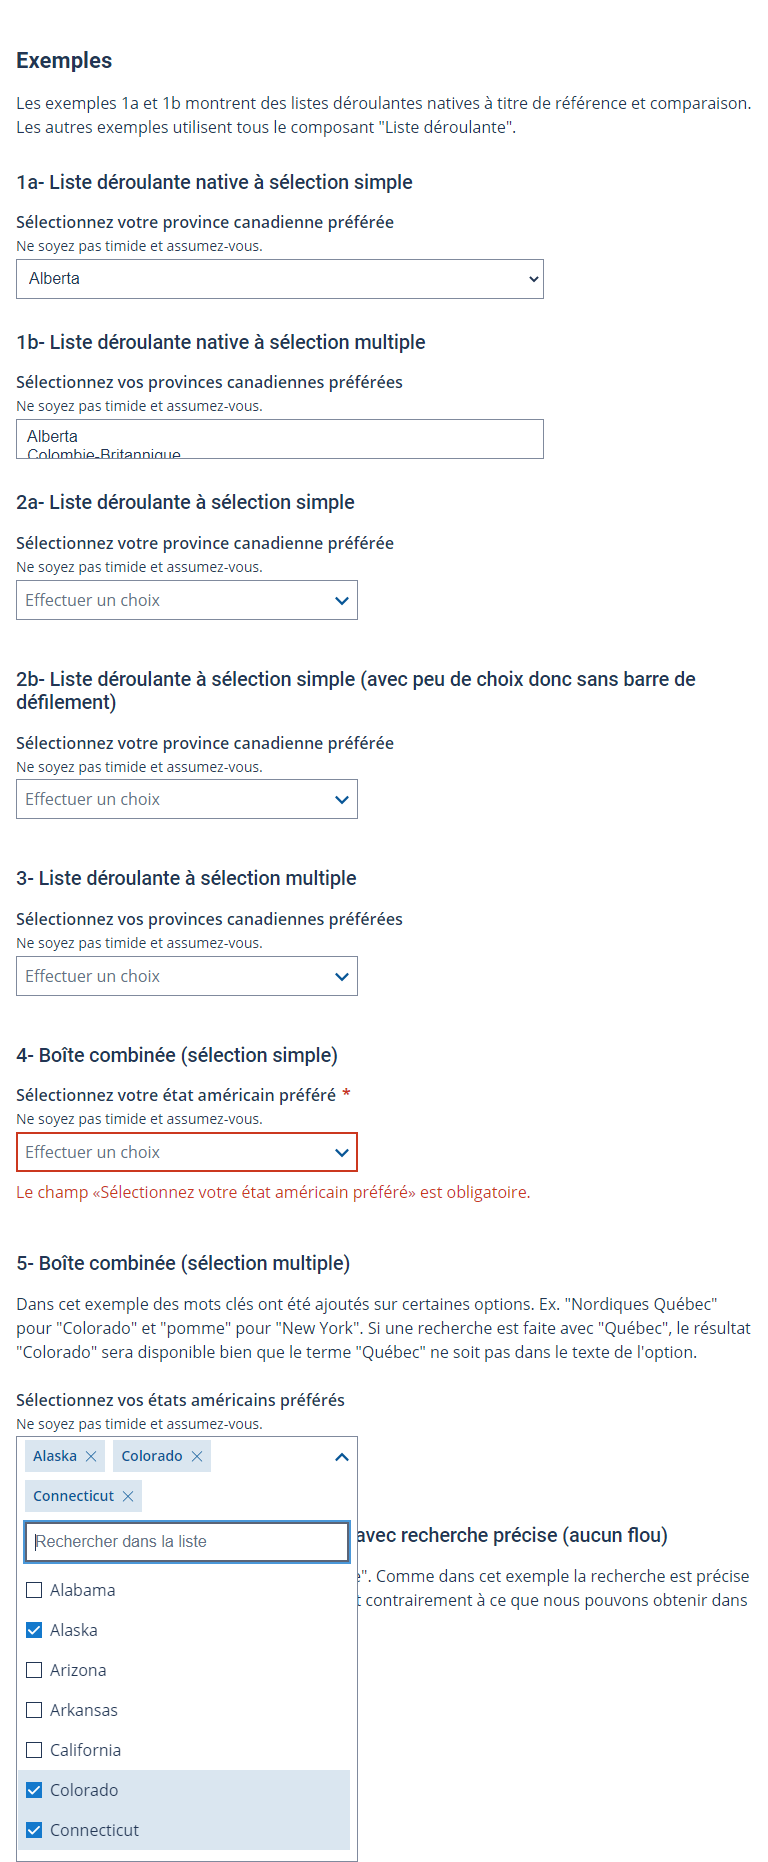 Exemples
Les exemples 1a et 1b montrent des listes déroulantes natives à titre de référence et comparaison.
Les autres exemples utilisent tous le composant "Liste déroulante".
1a- Liste déroulante native à sélection simple
Sélectionnez votre province canadienne préférée
Ne soyez pas timide et assumez-vous.
Alberta
1b- Liste déroulante native à sélection multiple
Sélectionnez vos provinces canadiennes préférées
Ne soyez pas timide et assumez-vous.
Alberta
Colombie-Britannique
2a- Liste déroulante à sélection simple
Sélectionnez votre province canadienne préférée
Ne soyez pas timide et assumez-vous.
Effectuer un choix
2b- Liste déroulante à sélection simple (avec peu de choix donc sans barre de
défilement)
Sélectionnez votre province canadienne préférée
Ne soyez pas timide et assumez-vous.
Effectuer un choix
3- Liste déroulante à sélection multiple
Sélectionnez vos provinces canadiennes préférées
Ne soyez pas timide et assumez-vous.
Effectuer un choix
4- Boîte combinée (sélection simple)
Sélectionnez votre état américain préféré *
Ne soyez pas timide et assumez-vous.
Effectuer un choix
Le champ «Sélectionnez votre état américain préféré» est obligatoire.
5- Boîte combinée (sélection multiple)
Dans cet exemple des mots clés ont été ajoutés sur certaines options. Ex. "Nordiques Québec"
pour "Colorado" et "pomme" pour "New York". Si une recherche est faite avec "Québec", le résultat
"Colorado" sera disponible bien que le terme "Québec" ne soit pas dans le texte de l'option.
Sélectionnez vos états américains préférés
Ne soyez pas timide et assumez-vous.
Alaska Colorado
Connecticut
Rechercher dans la liste
avec recherche précise (aucun flou)
". Comme dans cet exemple la recherche est précise
contrairement à ce que nous pouvons obtenir dans
Alabama
Alaska
Arizona
Arkansas
California
Colorado
Connecticut